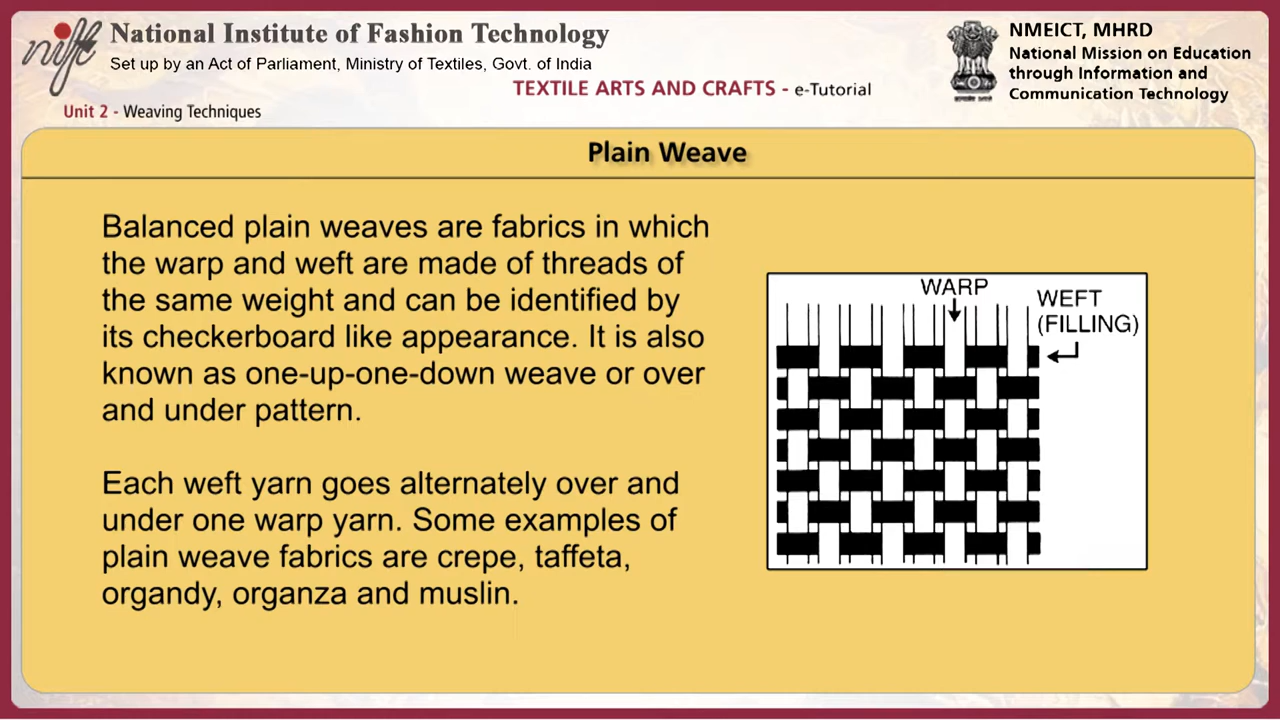 nift
National Institute of Fashion Technology
Set up by an Act of Parliament, Ministry of Textiles, Govt. of India
NMEICT, MHRD
National Mission on Education
through Information and
Communication Technology
TEXTILE ARTS AND CRAFTS - e-Tutorial
Unit 2 - Weaving Techniques
Plain Weave
Balanced plain weaves are fabrics in which
the warp and weft are made of threads of
the same weight and can be identified by
its checkerboard like appearance. It is also
known as one-up-one-down weave or over
and under pattern.
Each weft yarn goes alternately over and
under one warp yarn. Some examples of
plain weave fabrics are crepe, taffeta,
organdy, organza and muslin.
WARP
WEFT
(FILLING)